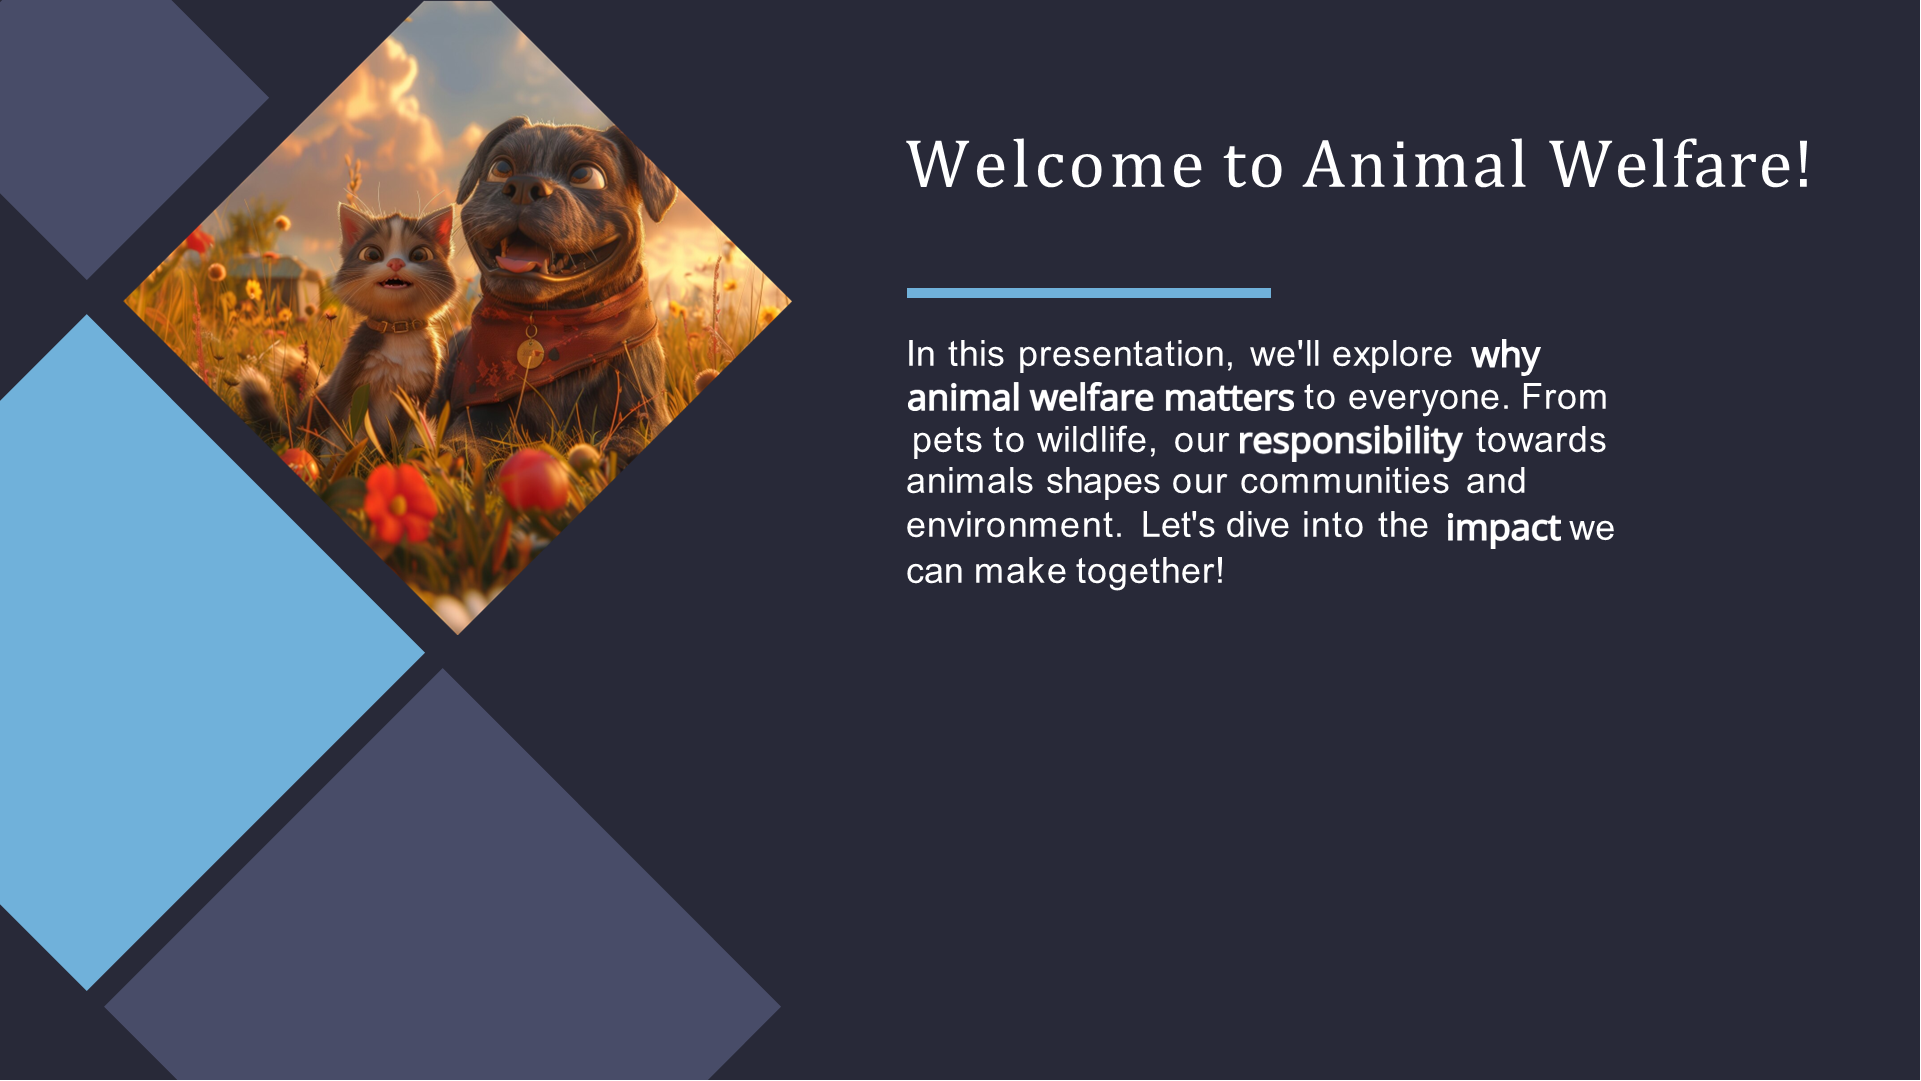 Welcome to Animal Welfare!
In this presentation, we'll explore why
animal welfare matters to everyone. From
pets to wildlife, our responsibility towards
animals shapes our communities and
environment. Let's dive into the impact we
can make together!